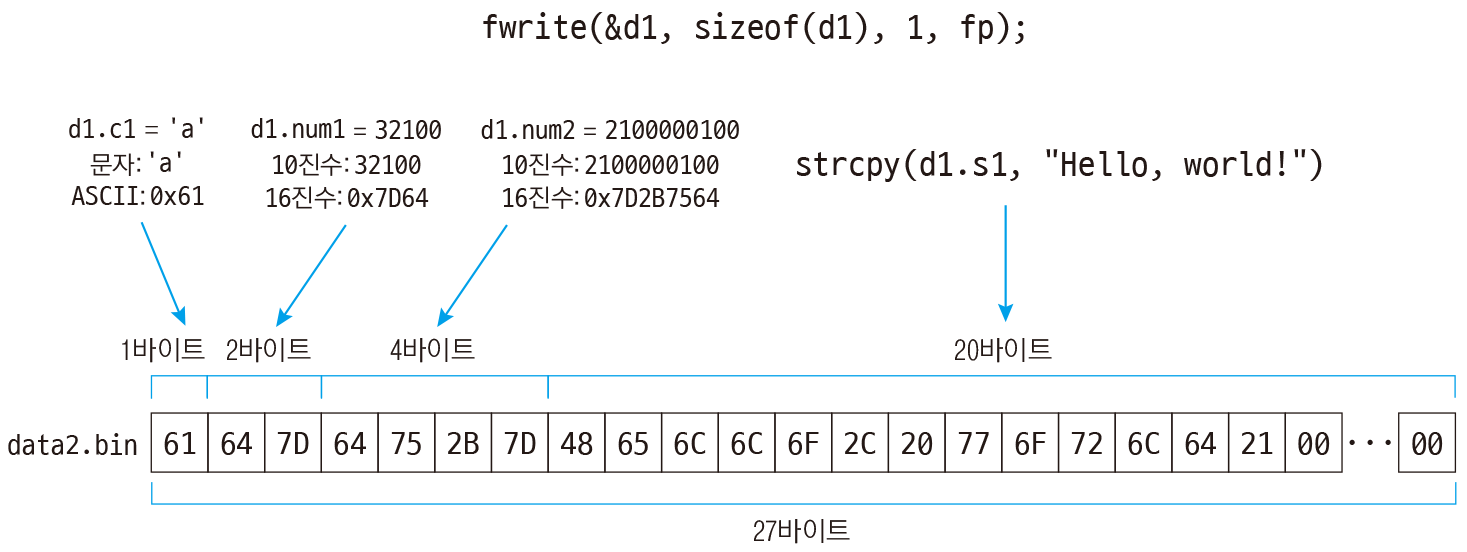 fwrite(&d1, sizeof(d1), 1, fp);
d1.c1 = 'a'
문자: 'a'
ASCII: 0x61
d1.num1 = 32100
10진수: 32100
16진수: 0x7D64
d1.num2 = 2100000100
10진수: 2100000100
16진수: 0x7D2B7564
strcpy(d1.s1, "Hello, world!")
1바이트 2바이트 4바이트 20바이트
data2.bin 61 64 7D 64 75 2B 7D 48 65 6C 6C 6F 2C 20 77 6F 72 6C 64 21 00 ··· 00
27바이트